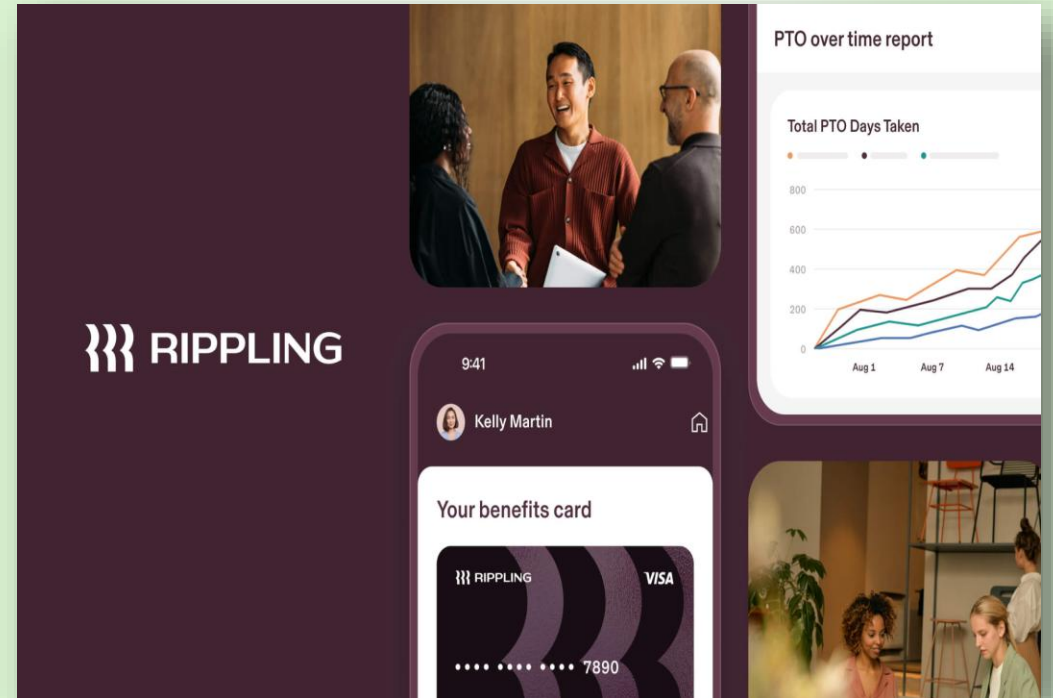 RIPPLING
9:41
Kelly Martin
Your benefits card
RIPPLING
VISA
•••• •••• •••• 7890
PTO over time report
Total PTO Days Taken
800
600
400
200
0
Aug 1 Aug 7 Aug 14